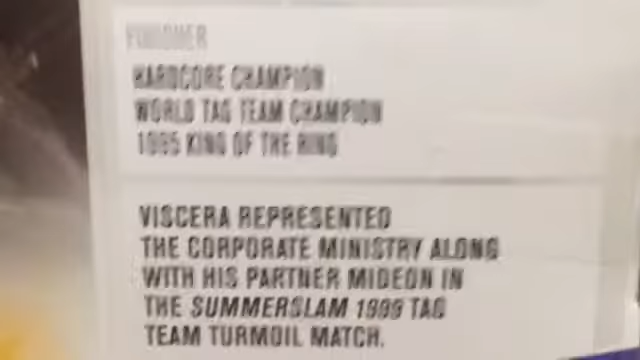 FINISHER
HARDCORE CHAMPION
WORLD TAG TEAM CHAMPION
1995 KING OF THE RING
VISCERA REPRESENTED
THE CORPORATE MINISTRY ALONG
WITH HIS PARTNER MIDEON IN
THE SUMMERSLAM 1999 TAG
TEAM TURMOIL MATCH.